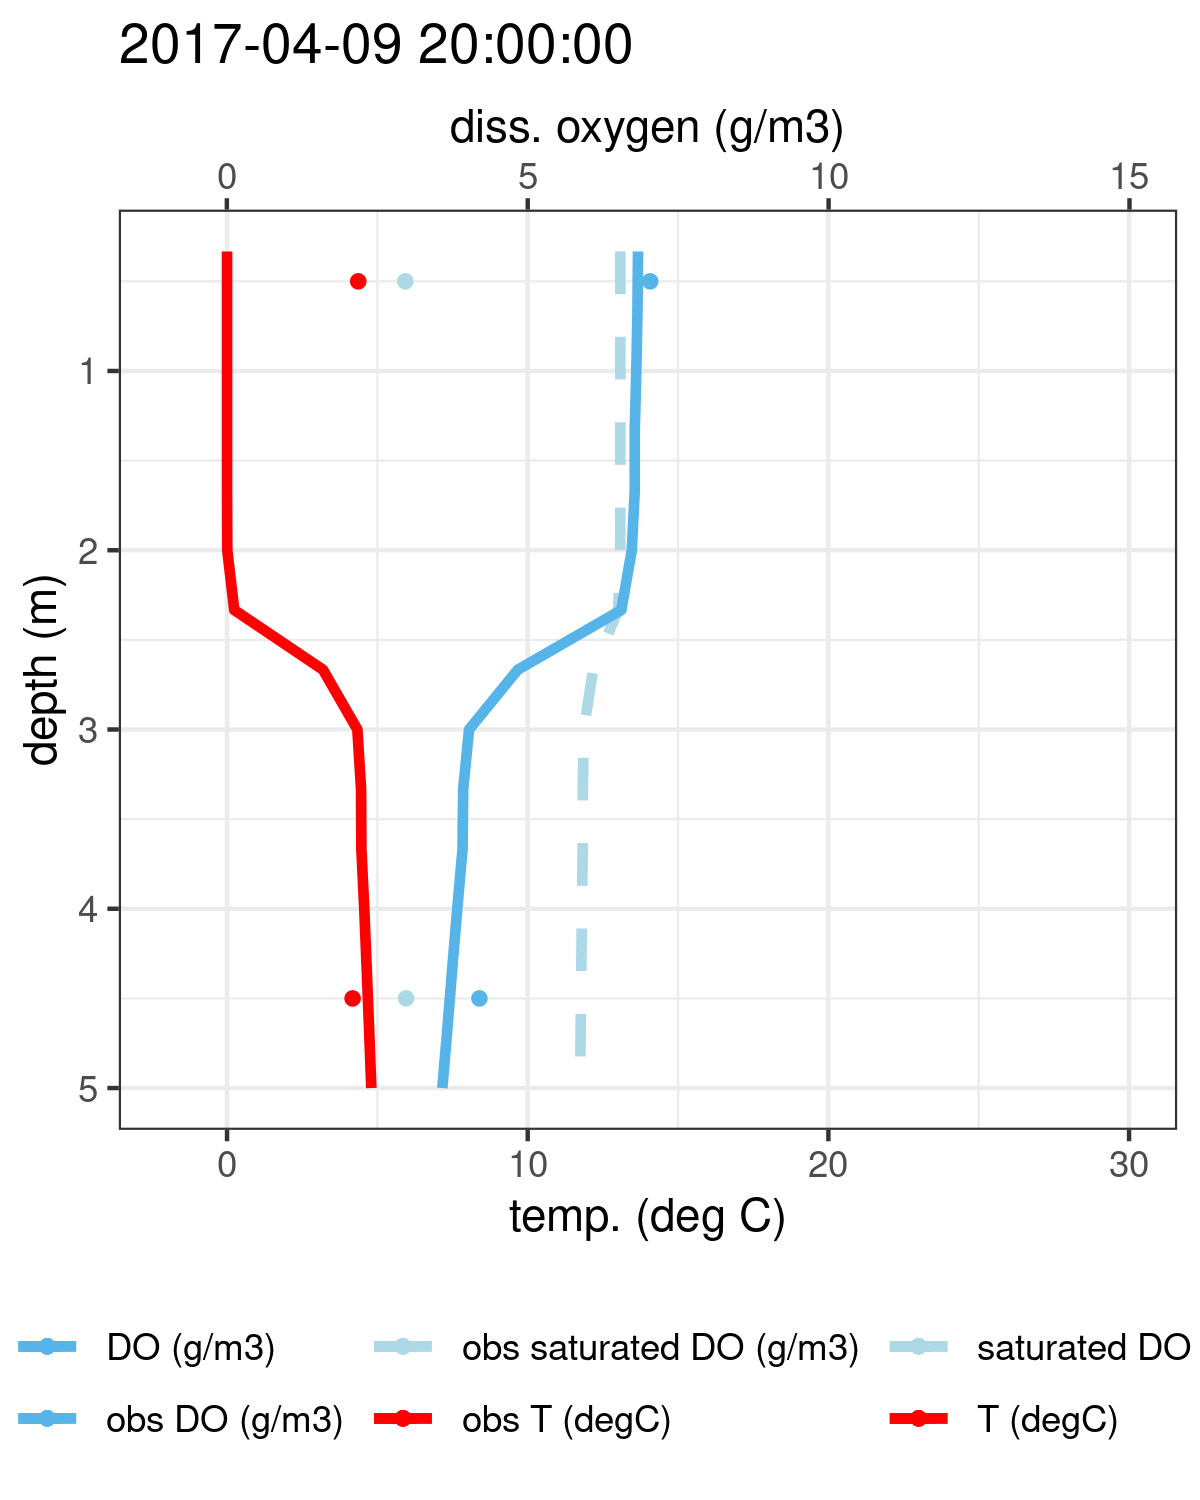 2017-04-09 20:00:00
diss. oxygen (g/m3)
0 5 10 15
depth (m)
1
2
3
4
5
0 10 20 30
temp. (deg C)
DO (g/m3) obs saturated DO (g/m3) saturated DO
obs DO (g/m3) obs T (degC) T (degC)